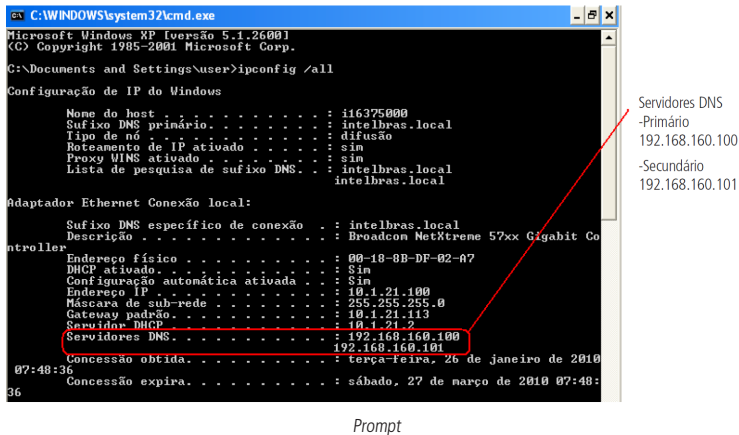 C:\WINDOWS\system32\cmd.exe
Microsoft Windows XP [versão 5.1.2600]
(C) Copyright 1985-2001 Microsoft Corp.
C:\Documents and Settings\user>ipconfig /all
Configuração de IP do Windows
Nome do host . . . . . . . . . . . : i16375000
Sufixo DNS primário. . . . . . . . : intelbras.local
Tipo de nó . . . . . . . . . . . . : difusão
Roteamento de IP ativado . . . . . : sim
Proxy WINS ativado . . . . . . . . : sim
Lista de pesquisa de sufixo DNS. . : intelbras.local
intelbras.local
Adaptador Ethernet Conexão local:
Sufixo DNS específico de conexão . : intelbras.local
Descrição . . . . . . . . . . . . : Broadcom NetXtreme 57xx Gigabit Co
ntroller
Endereço físico . . . . . . . . . : 00-18-8B-DF-02-A7
DHCP ativado. . . . . . . . . . . : Sim
Configuração automática ativada . . : Sim
Endereço IP . . . . . . . . . . . : 10.1.21.100
Máscara de sub-rede . . . . . . . : 255.255.255.0
Gateway padrão. . . . . . . . . . : 10.1.21.113
Servidor DHCP . . . . . . . . . . : 10.1.21.2
Servidores DNS. . . . . . . . . . : 192.168.160.100
192.168.160.101
Concessão obtida. . . . . . . . . : terça-feira, 26 de janeiro de 2010
07:48:36
Concessão expira. . . . . . . . . : sábado, 27 de março de 2010 07:48:
36
Servidores DNS
-Primário
192.168.160.100
-Secundário
192.168.160.101
Prompt